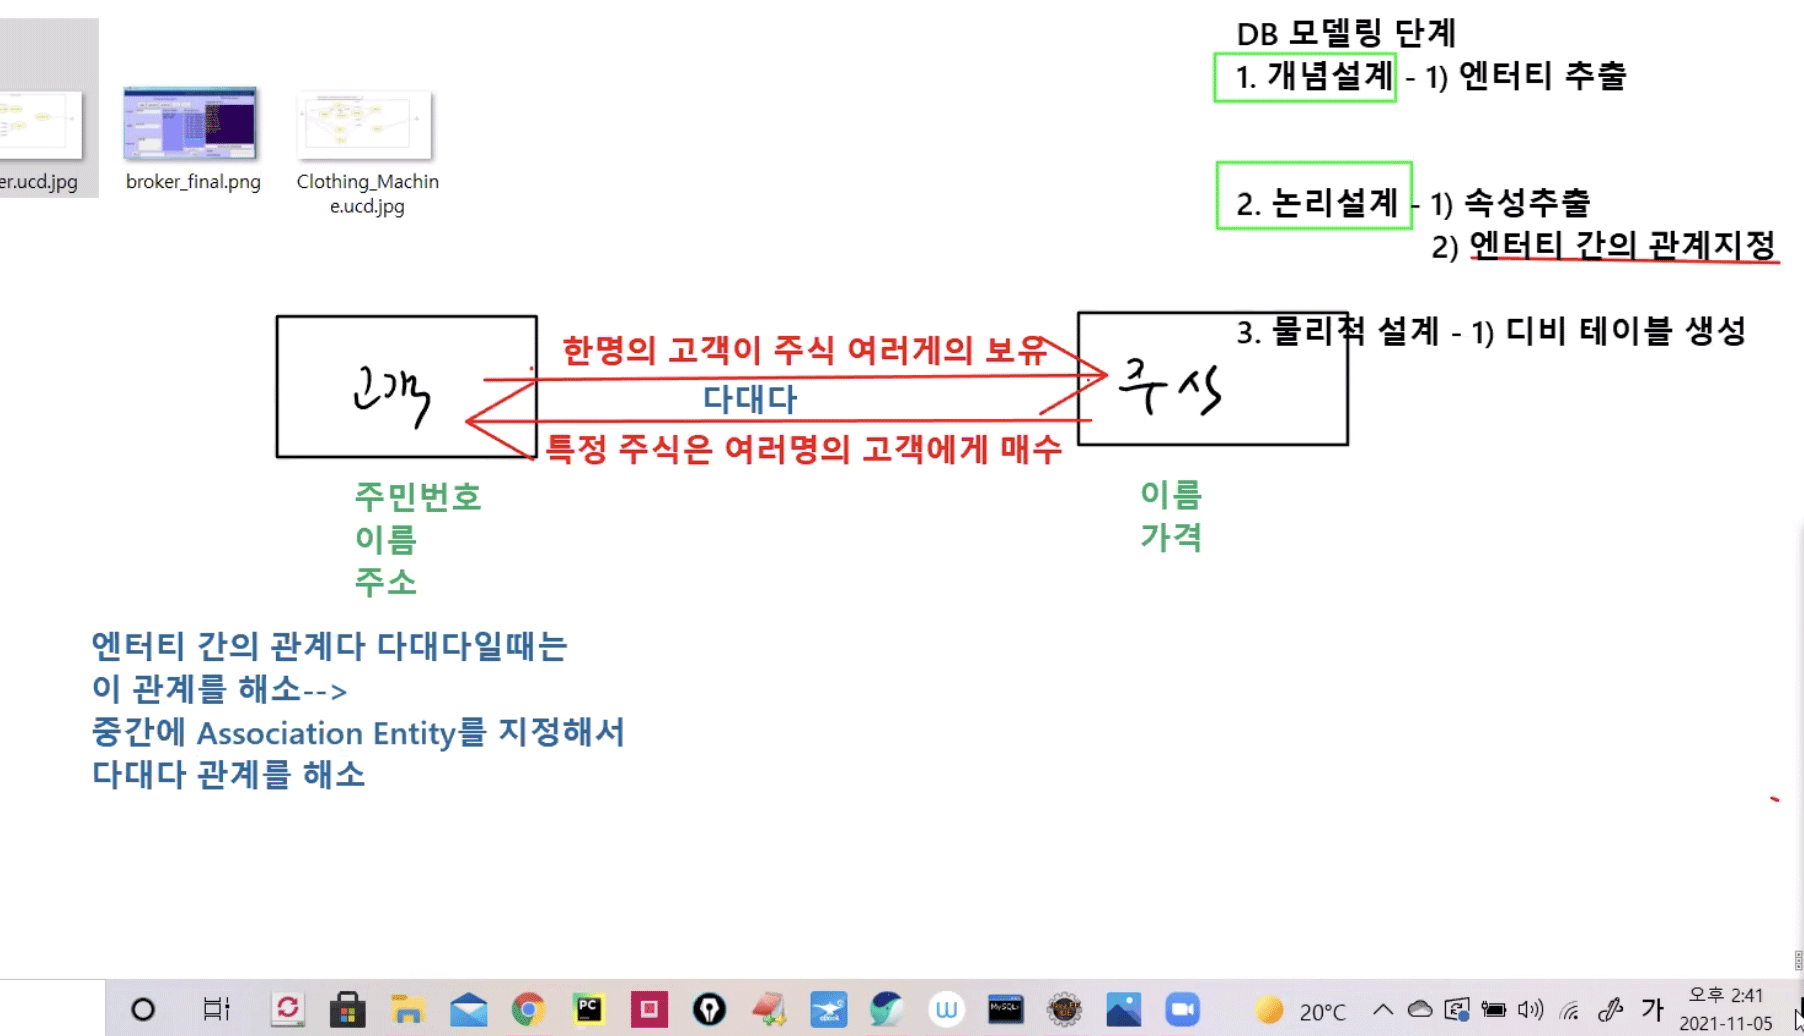 er.ucd.jpg
broker_final.png
Clothing_Machin
e.ucd.jpg
DB 모델링 단계
1. 개념설계 - 1) 엔터티 추출
2. 논리설계 - 1) 속성추출
2) 엔터티 간의 관계지정
3. 물리적 설계 - 1) 디비 테이블 생성
한명의 고객이 주식 여러게의 보유
고객
다대다
주식
특정 주식은 여러명의 고객에게 매수
주민번호
이름
주소
이름
가격
엔터티 간의 관계다 다대다일때는
이 관계를 해소-->
중간에 Association Entity를 지정해서
다대다 관계를 해소
PC
ebook
W
MySQL
20°C
가
오후 2:41
2021-11-05